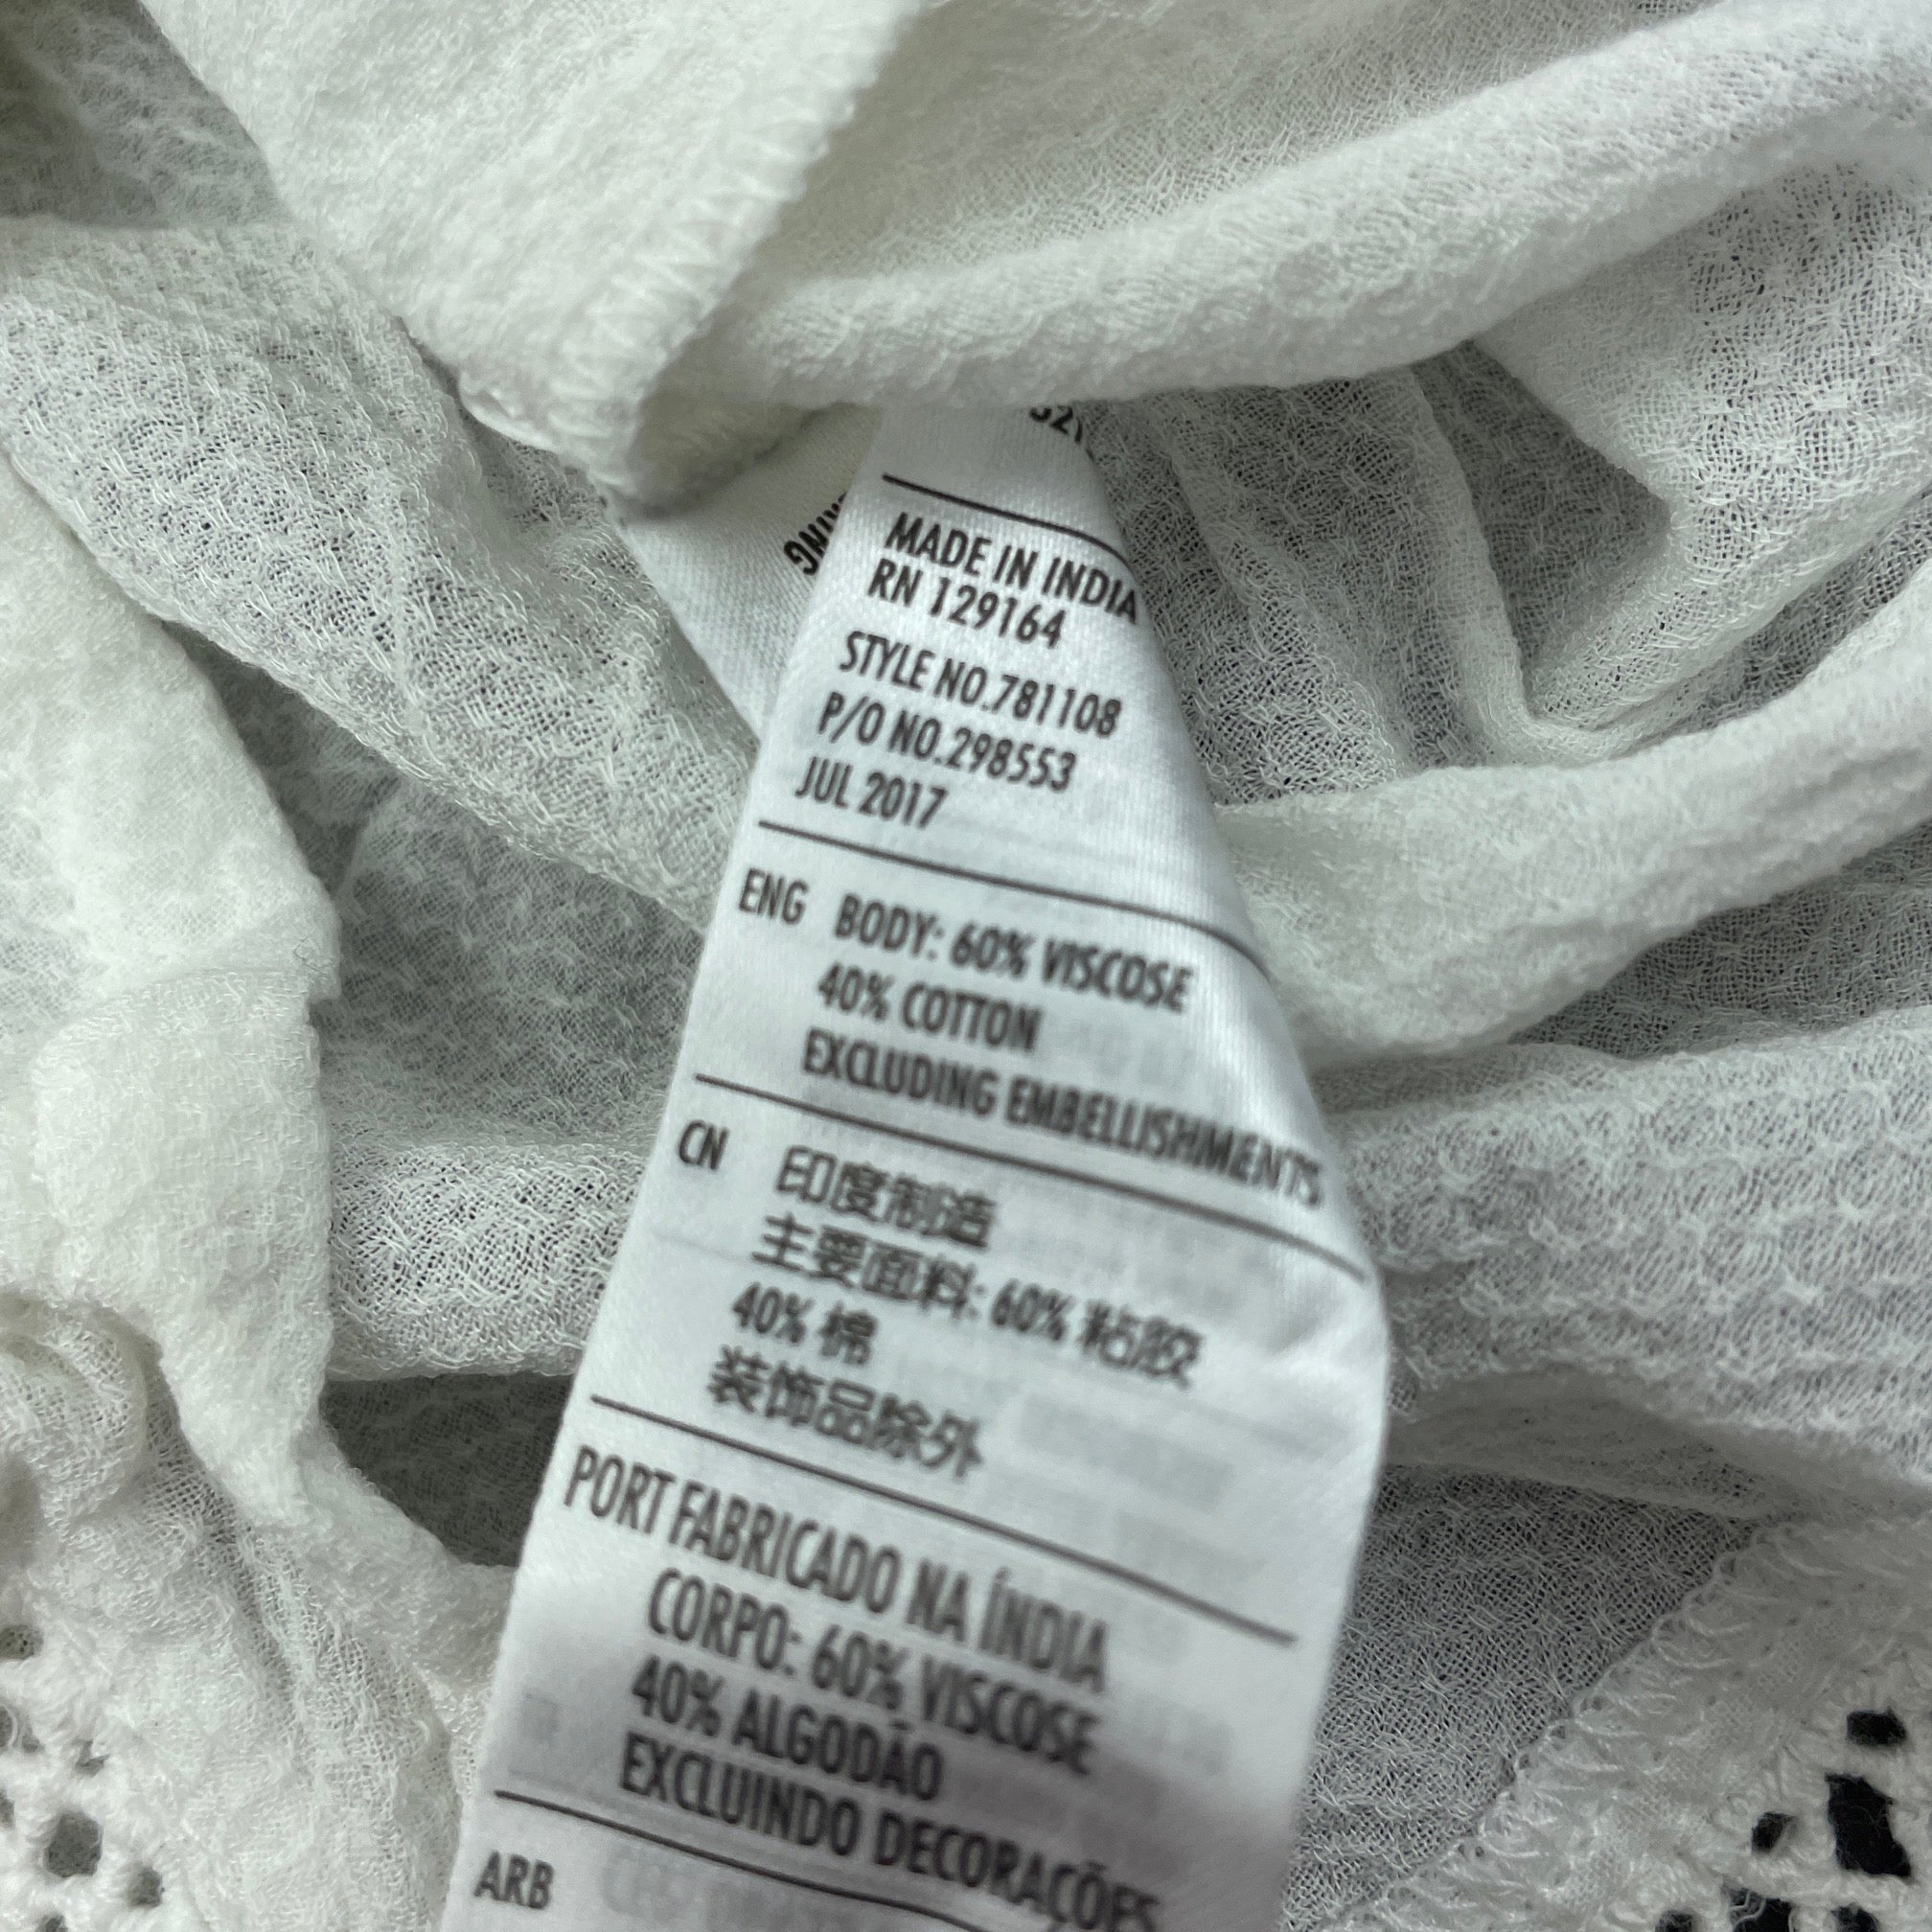 MADE IN INDIA
RN 129164
STYLE NO.781108
P/O NO.298553
JUL 2017
ENG BODY: 60% VISCOSE
40% COTTON
EXCLUDING EMBELLISHMENTS
CN 印度制造
主要面料: 60% 粘胶
40% 棉
装饰品除外
PORT FABRICADO NA ÍNDIA
CORPO: 60% VISCOSE
40% ALGODÃO
EXCLUINDO DECORAÇÕES
ARB